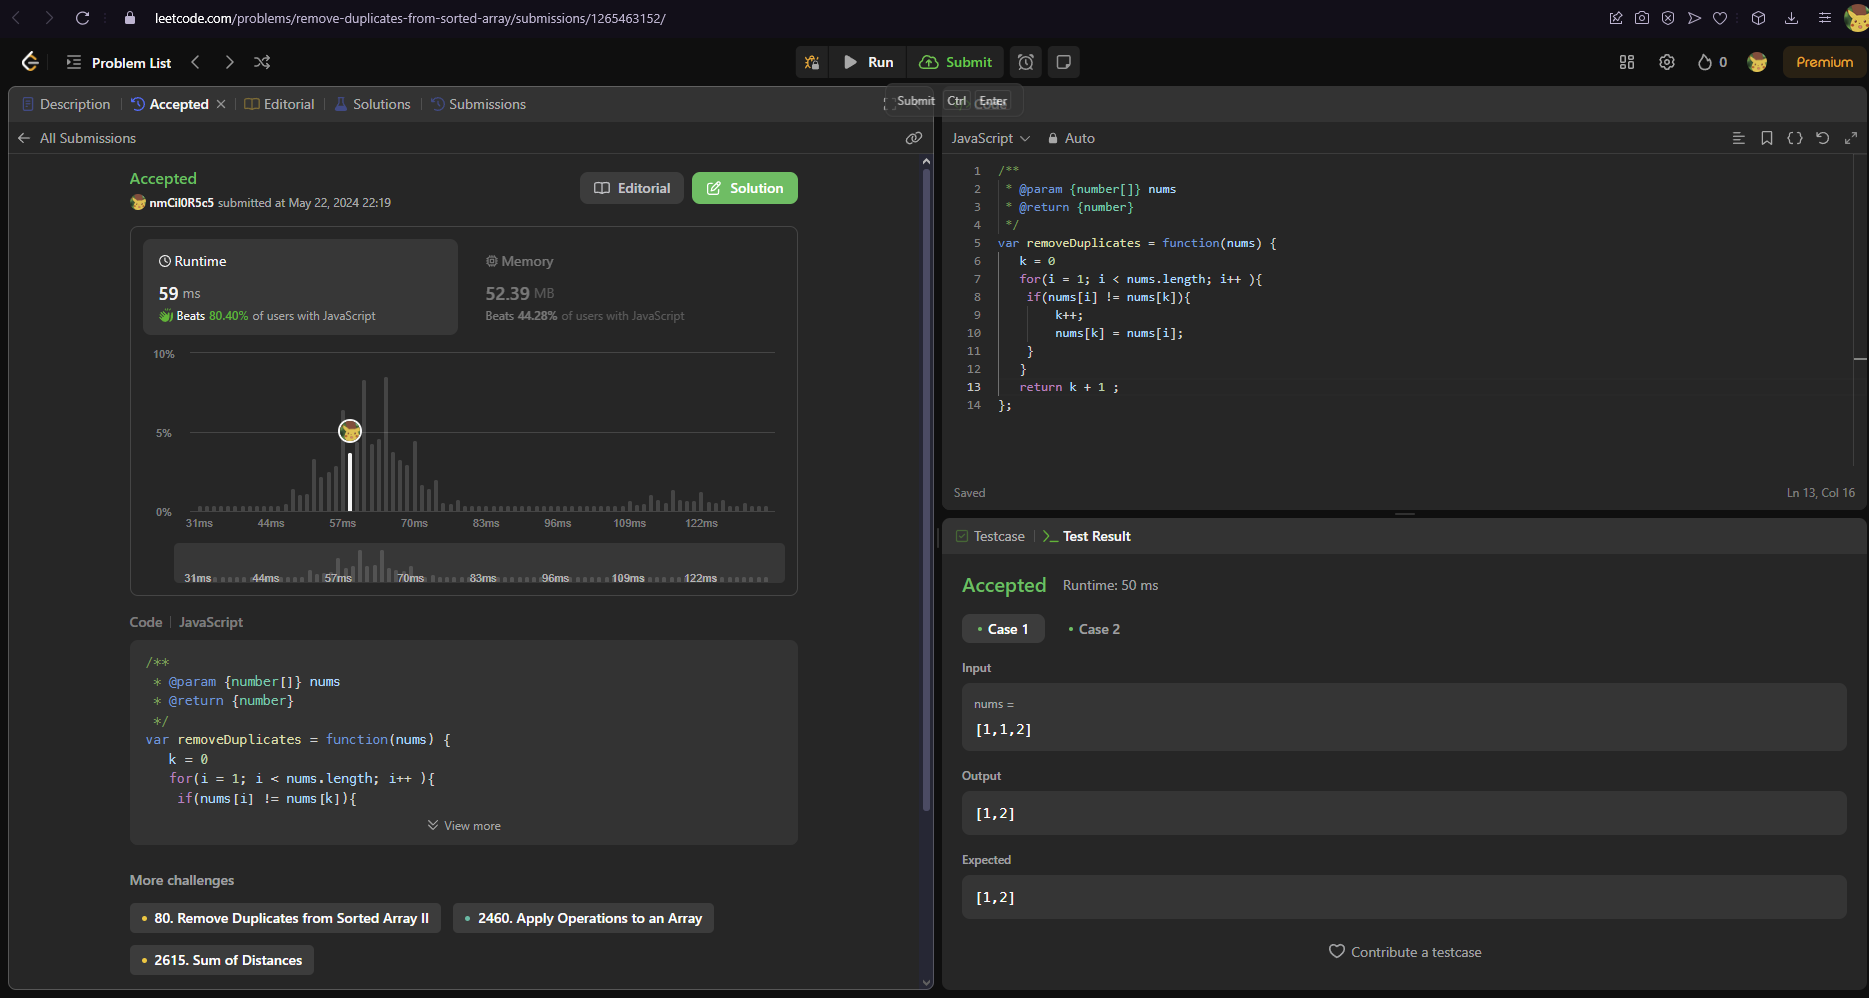 leetcode.com/problems/remove-duplicates-from-sorted-array/submissions/1265463152/
Problem List
Run
Submit
0
Premium
Description
Accepted
Editorial
Solutions
Submissions
Submit Ctrl Enter
Code
All Submissions
Accepted
nmCil0R5c5 submitted at May 22, 2024 22:19
Editorial
Solution
Runtime
59 ms
Beats 80.40% of users with JavaScript
Memory
52.39 MB
Beats 44.28% of users with JavaScript
10%
5%
0%
31ms 44ms 57ms 70ms 83ms 96ms 109ms 122ms
31ms 44ms 57ms 70ms 83ms 96ms 109ms 122ms
Code | JavaScript
/**
* @param {number[]} nums
* @return {number}
*/
var removeDuplicates = function(nums) {
k = 0
for(i = 1; i < nums.length; i++ ){
if(nums[i] != nums[k]){
View more
More challenges
80. Remove Duplicates from Sorted Array II
2460. Apply Operations to an Array
2615. Sum of Distances
JavaScript
Auto
1 /**
2 * @param {number[]} nums
3 * @return {number}
4 */
5 var removeDuplicates = function(nums) {
6 k = 0
7 for(i = 1; i < nums.length; i++ ){
8 if(nums[i] != nums[k]){
9 k++;
10 nums[k] = nums[i];
11 }
12 }
13 return k + 1 ;
14 };
Saved
Ln 13, Col 16
Testcase
Test Result
Accepted Runtime: 50 ms
• Case 1
• Case 2
Input
nums =
[1,1,2]
Output
[1,2]
Expected
[1,2]
Contribute a testcase